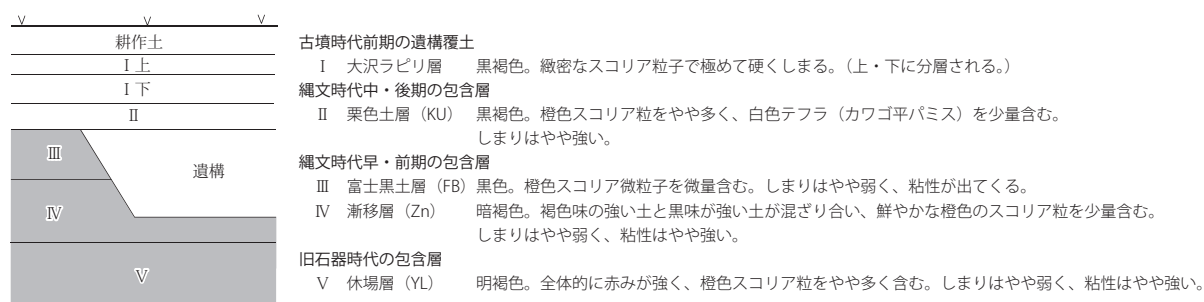 耕作土
Ⅰ上
Ⅰ下
Ⅱ
Ⅲ
遺構
Ⅳ
Ⅴ
古墳時代前期の遺構覆土
Ⅰ 大沢ラピリ層 黒褐色。緻密なスコリア粒子で極めて硬くしまる。（上・下に分層される。）
縄文時代中・後期の包含層
Ⅱ 栗色土層（KU） 黒褐色。橙色スコリア粒をやや多く、白色テフラ（カワゴ平パミス）を少量含む。
しまりはやや強い。
縄文時代早・前期の包含層
Ⅲ 富士黒土層（FB）黒色。橙色スコリア微粒子を微量含む。しまりはやや弱く、粘性が出てくる。
Ⅳ 漸移層（Zn） 暗褐色。褐色味の強い土と黒味が強い土が混ざり合い、鮮やかな橙色のスコリア粒を少量含む。
しまりはやや弱く、粘性はやや強い。
旧石器時代の包含層
Ⅴ 休場層（YL） 明褐色。全体的に赤みが強く、橙色スコリア粒をやや多く含む。しまりはやや弱く、粘性はやや強い。